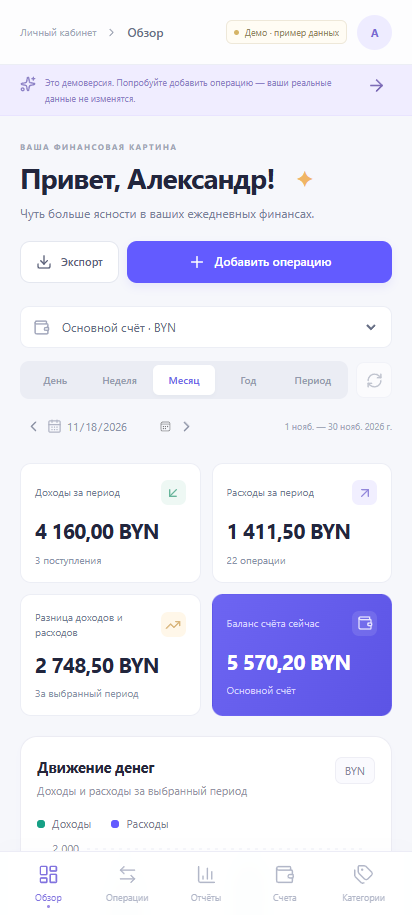 Личный кабинет > Обзор
Демо · пример данных
А
Это демоверсия. Попробуйте добавить операцию — ваши реальные
данные не изменятся.
ВАША ФИНАНСОВАЯ КАРТИНА
Привет, Александр!
Чуть больше ясности в ваших ежедневных финансах.
Экспорт
Добавить операцию
Основной счёт · BYN
День Неделя Месяц Год Период
11/18/2026
1 нояб. — 30 нояб. 2026 г.
Доходы за период
4 160,00 BYN
3 поступления
Расходы за период
1 411,50 BYN
22 операции
Разница доходов и
расходов
2 748,50 BYN
За выбранный период
Баланс счёта сейчас
5 570,20 BYN
Основной счёт
Движение денег
BYN
Доходы и расходы за выбранный период
Доходы Расходы
2 000
Обзор Операции Отчёты Счета Категории